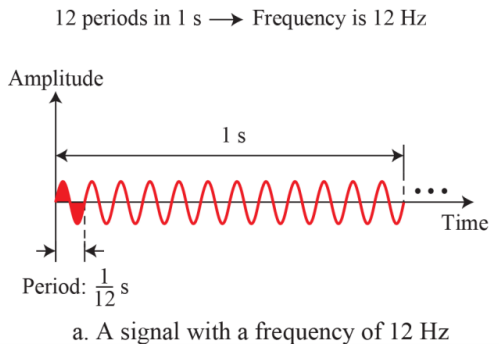 12 periods in 1 s → Frequency is 12 Hz
Amplitude
1 s
...
Time
Period: 1/12 s
a. A signal with a frequency of 12 Hz